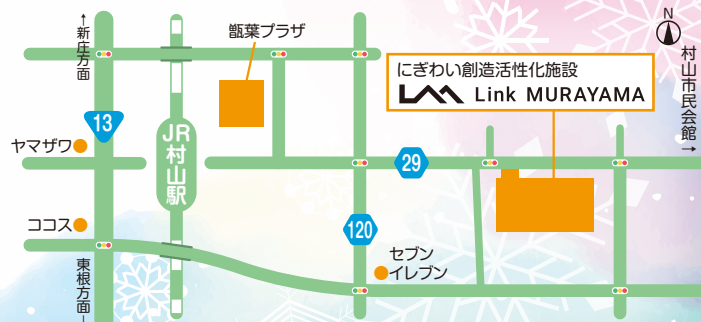 ↑新庄方面
甑葉プラザ
N
村山市民会館→
にぎわい創造活性化施設
Link MURAYAMA
13
JR村山駅
ヤマザワ
29
ココス
120
セブン
イレブン
東根方面↓